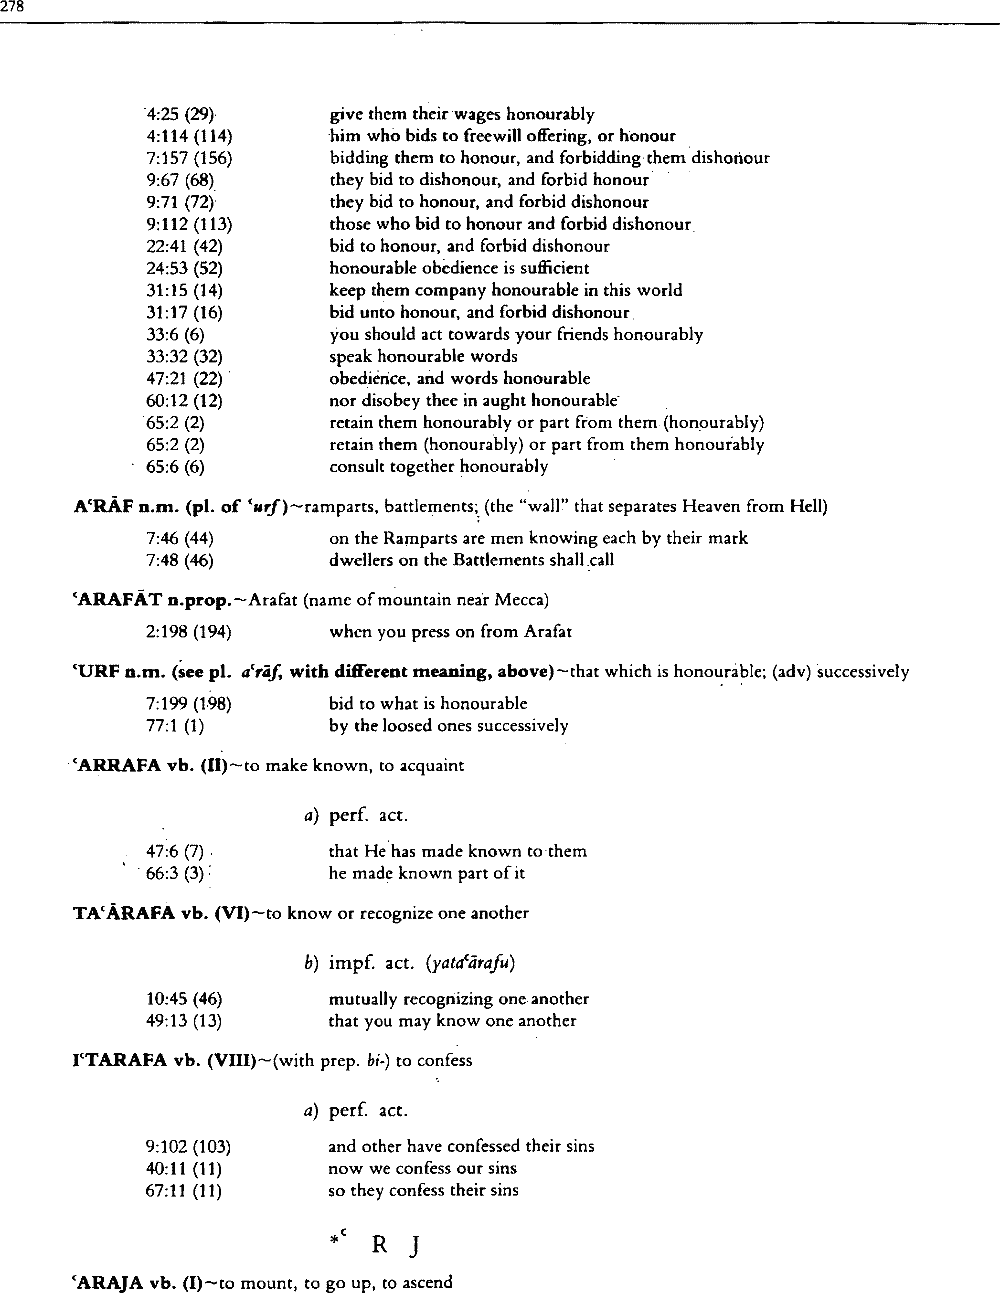 278
4:25 (29) give them their wages honourably
4:114 (114) him who bids to freewill offering, or honour
7:157 (156) bidding them to honour, and forbidding them dishonour
9:67 (68) they bid to dishonour, and forbid honour
9:71 (72) they bid to honour, and forbid dishonour
9:112 (113) those who bid to honour and forbid dishonour
22:41 (42) bid to honour, and forbid dishonour
24:53 (52) honourable obedience is sufficient
31:15 (14) keep them company honourable in this world
31:17 (16) bid unto honour, and forbid dishonour
33:6 (6) you should act towards your friends honourably
33:32 (32) speak honourable words
47:21 (22) obedience, and words honourable
60:12 (12) nor disobey thee in aught honourable
65:2 (2) retain them honourably or part from them (honourably)
65:2 (2) retain them (honourably) or part from them honourably
65:6 (6) consult together honourably
AʿRĀF n.m. (pl. of ʿurf)~ramparts, battlements; (the “wall” that separates Heaven from Hell)
7:46 (44) on the Ramparts are men knowing each by their mark
7:48 (46) dwellers on the Battlements shall call
ʿARAFĀT n.prop.~Arafat (name of mountain near Mecca)
2:198 (194) when you press on from Arafat
ʿURF n.m. (see pl. aʿrāf, with different meaning, above)~that which is honourable; (adv) successively
7:199 (198) bid to what is honourable
77:1 (1) by the loosed ones successively
ʿARRAFA vb. (II)~to make known, to acquaint
a) perf. act.
47:6 (7) that He has made known to them
66:3 (3) he made known part of it
TAʿĀRAFA vb. (VI)~to know or recognize one another
b) impf. act. (yataʿārafu)
10:45 (46) mutually recognizing one another
49:13 (13) that you may know one another
IʿTARAFA vb. (VIII)~(with prep. bi-) to confess
a) perf. act.
9:102 (103) and other have confessed their sins
40:11 (11) now we confess our sins
67:11 (11) so they confess their sins
*ʿ R J
ʿARAJA vb. (I)~to mount, to go up, to ascend